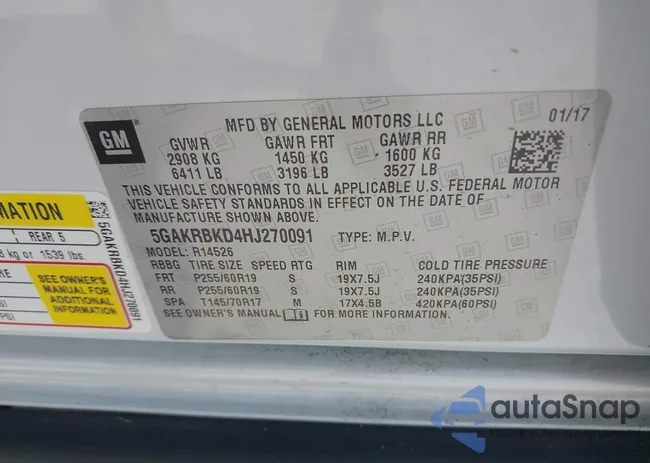 GM
MFD BY GENERAL MOTORS LLC
01/17
GVWR GAWR FRT GAWR RR
2908 KG 1450 KG 1600 KG
6411 LB 3196 LB 3527 LB
THIS VEHICLE CONFORMS TO ALL APPLICABLE U.S. FEDERAL MOTOR
VEHICLE SAFETY STANDARDS IN EFFECT ON THE DATE OF
MANUFACTURE SHOWN ABOVE.
5GAKRBKD4HJ270091 TYPE: M.P.V.
MODEL: R14526
RBBG TIRE SIZE SPEED RTG RIM COLD TIRE PRESSURE
FRT P255/60R19 S 19X7.5J 240KPA(35PSI)
RR P255/60R19 S 19X7.5J 240KPA(35PSI)
SPA T145/70R17 M 17X4.5B 420KPA(60PSI)
SEE OWNER'S MANUAL FOR MORE INFORMATION.
MATION
REAR 5
kg or 1539 lbs.
SEE OWNER'S
MANUAL FOR
ADDITIONAL
INFORMATION
5GAKRBKD4HJ270091
autoSnap